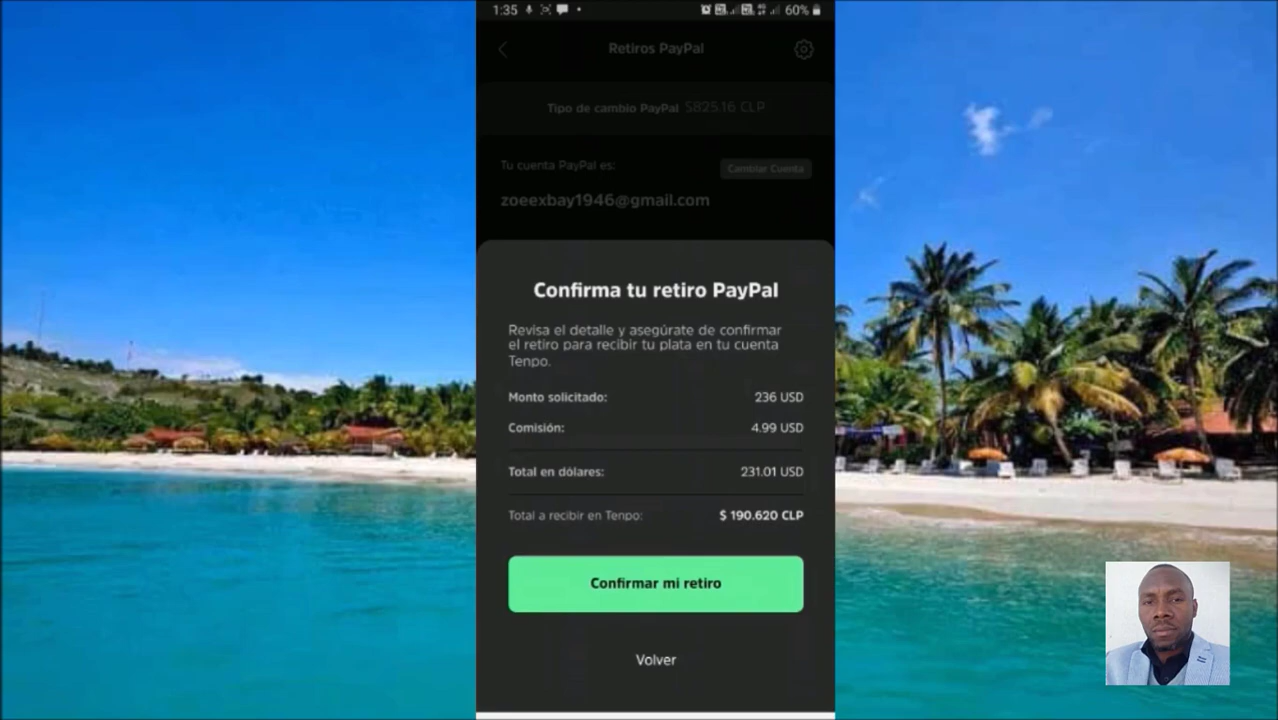 1:35
60%
Retiros PayPal
Tipo de cambio PayPal $825.16 CLP
Tu cuenta PayPal es:
Cambiar Cuenta
zoeexbay1946@gmail.com
Confirma tu retiro PayPal
Revisa el detalle y asegúrate de confirmar
el retiro para recibir tu plata en tu cuenta
Tenpo.
Monto solicitado: 236 USD
Comisión: 4.99 USD
Total en dólares: 231.01 USD
Total a recibir en Tenpo: $ 190.620 CLP
Confirmar mi retiro
Volver